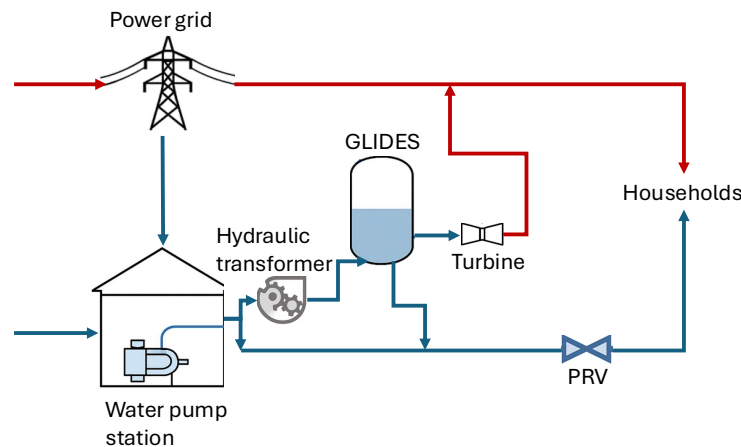 Power grid
GLIDES
Households
Hydraulic
transformer
Turbine
PRV
Water pump
station